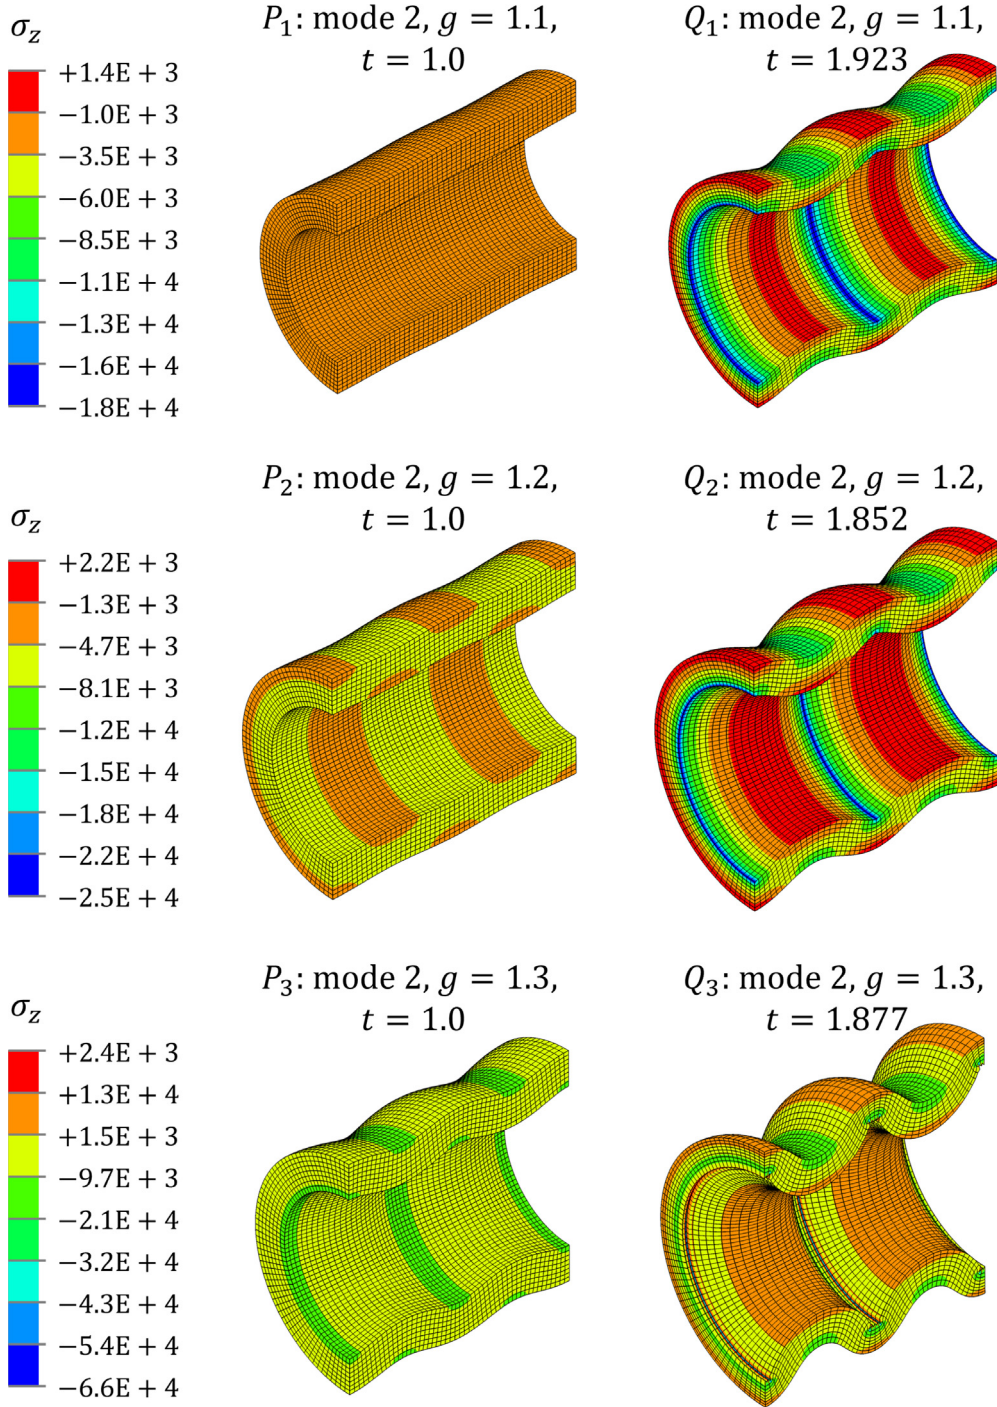 P₁: mode 2, g = 1.1,
t = 1.0
Q₁: mode 2, g = 1.1,
t = 1.923
σ_z
+1.4E + 3
−1.0E + 3
−3.5E + 3
−6.0E + 3
−8.5E + 3
−1.1E + 4
−1.3E + 4
−1.6E + 4
−1.8E + 4
P₂: mode 2, g = 1.2,
t = 1.0
Q₂: mode 2, g = 1.2,
t = 1.852
σ_z
+2.2E + 3
−1.3E + 3
−4.7E + 3
−8.1E + 3
−1.2E + 4
−1.5E + 4
−1.8E + 4
−2.2E + 4
−2.5E + 4
P₃: mode 2, g = 1.3,
t = 1.0
Q₃: mode 2, g = 1.3,
t = 1.877
σ_z
+2.4E + 3
+1.3E + 4
+1.5E + 3
−9.7E + 3
−2.1E + 4
−3.2E + 4
−4.3E + 4
−5.4E + 4
−6.6E + 4